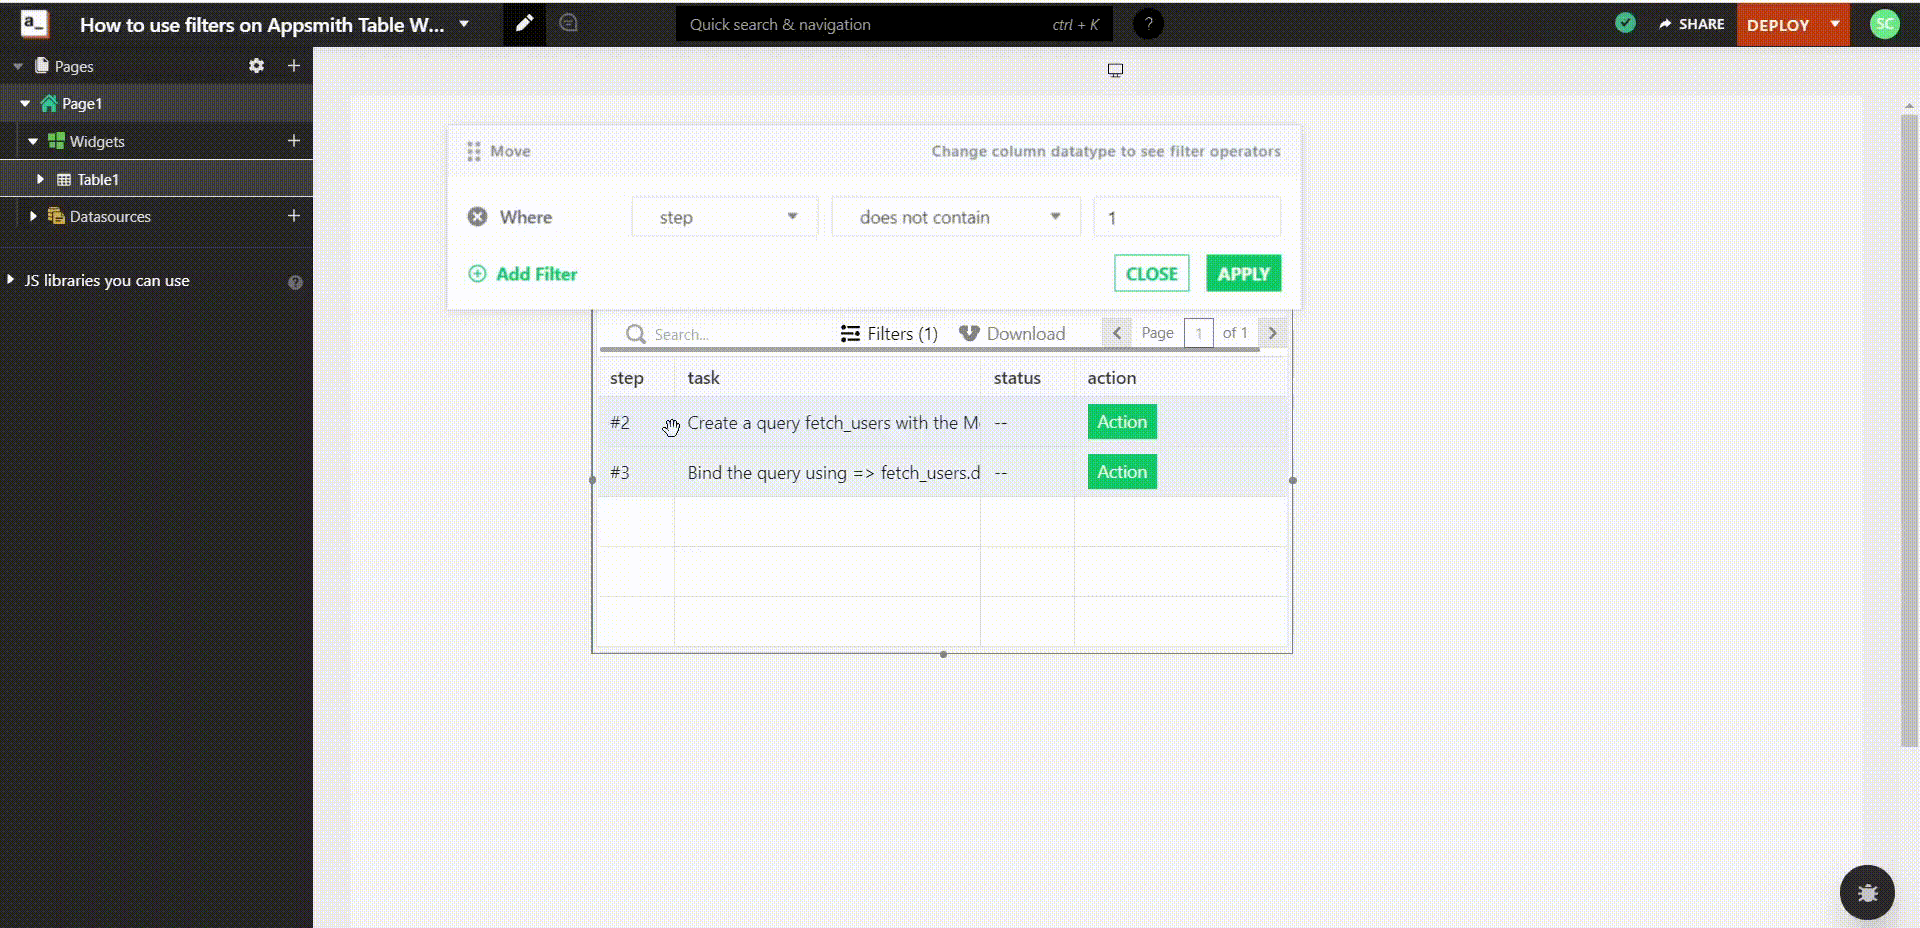 a_
How to use filters on Appsmith Table W...
Quick search & navigation
ctrl + K
?
SHARE
DEPLOY
SC
Pages
Page1
Widgets
Table1
Datasources
JS libraries you can use
?
Move
Change column datatype to see filter operators
Where
step
does not contain
1
Add Filter
CLOSE
APPLY
Search...
Filters (1)
Download
Page
1
of 1
step task status action
#2 Create a query fetch_users with the M -- Action
#3 Bind the query using => fetch_users.d -- Action